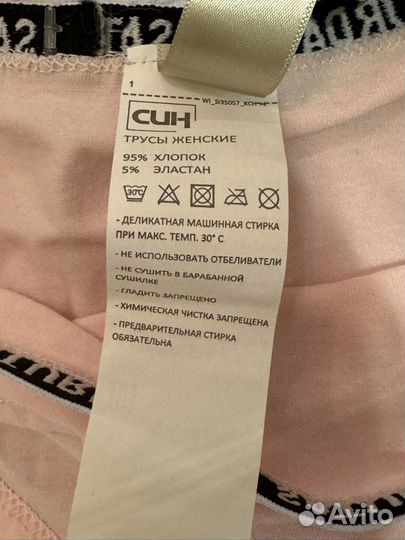 1
СИН
ТРУСЫ ЖЕНСКИЕ
95% ХЛОПОК
5% ЭЛАСТАН
30°C
- ДЕЛИКАТНАЯ МАШИННАЯ СТИРКА
ПРИ МАКС. ТЕМП. 30° С
- НЕ ИСПОЛЬЗОВАТЬ ОТБЕЛИВАТЕЛИ
- НЕ СУШИТЬ В БАРАБАННОЙ
СУШИЛКЕ
- ГЛАДИТЬ ЗАПРЕЩЕНО
- ХИМИЧЕСКАЯ ЧИСТКА ЗАПРЕЩЕНА
- ПРЕДВАРИТЕЛЬНАЯ СТИРКА
ОБЯЗАТЕЛЬНА
Avito